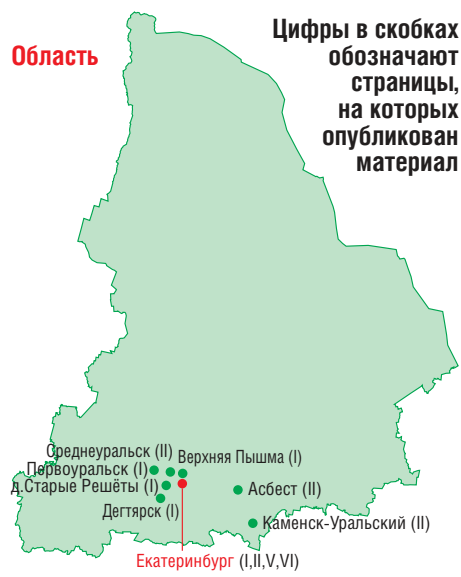 Область
Цифры в скобках
обозначают
страницы,
на которых
опубликован
материал
Среднеуральск (II)
Верхняя Пышма (I)
Первоуральск (I)
д.Старые Решёты (I)
Асбест (II)
Дегтярск (I)
Каменск-Уральский (II)
Екатеринбург (I,II,V,VI)